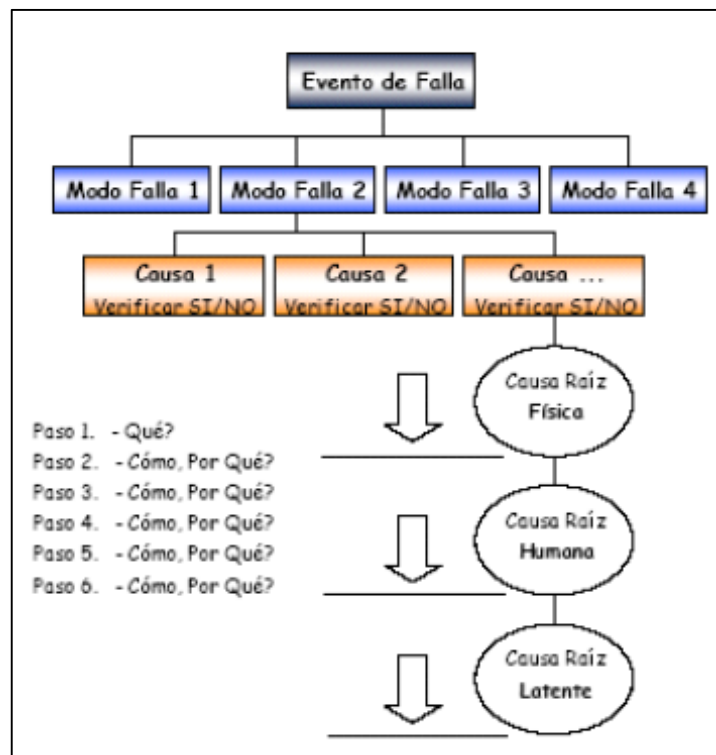 Evento de Falla
Modo Falla 1
Modo Falla 2
Modo Falla 3
Modo Falla 4
Causa 1
Verificar SI/NO
Causa 2
Verificar SI/NO
Causa ...
Verificar SI/NO
Causa Raíz
Física
Paso 1. - Qué?
Paso 2. - Cómo, Por Qué?
Paso 3. - Cómo, Por Qué?
Paso 4. - Cómo, Por Qué?
Paso 5. - Cómo, Por Qué?
Paso 6. - Cómo, Por Qué?
Causa Raíz
Humana
Causa Raíz
Latente